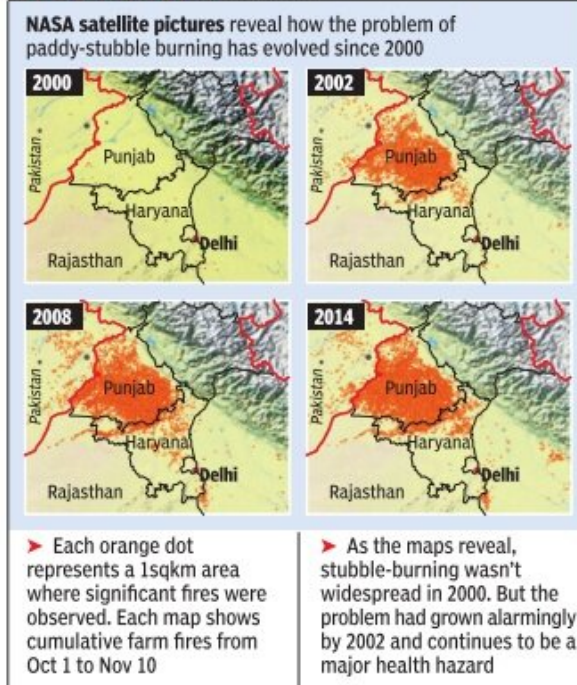 NASA satellite pictures reveal how the problem of
paddy-stubble burning has evolved since 2000
2000
Pakistan
Punjab
Haryana
Delhi
Rajasthan
2002
Pakistan
Punjab
Haryana
Delhi
Rajasthan
2008
Pakistan
Punjab
Haryana
Delhi
Rajasthan
2014
Pakistan
Punjab
Haryana
Delhi
Rajasthan
➤ Each orange dot
represents a 1sqkm area
where significant fires were
observed. Each map shows
cumulative farm fires from
Oct 1 to Nov 10
➤ As the maps reveal,
stubble-burning wasn't
widespread in 2000. But the
problem had grown alarmingly
by 2002 and continues to be a
major health hazard